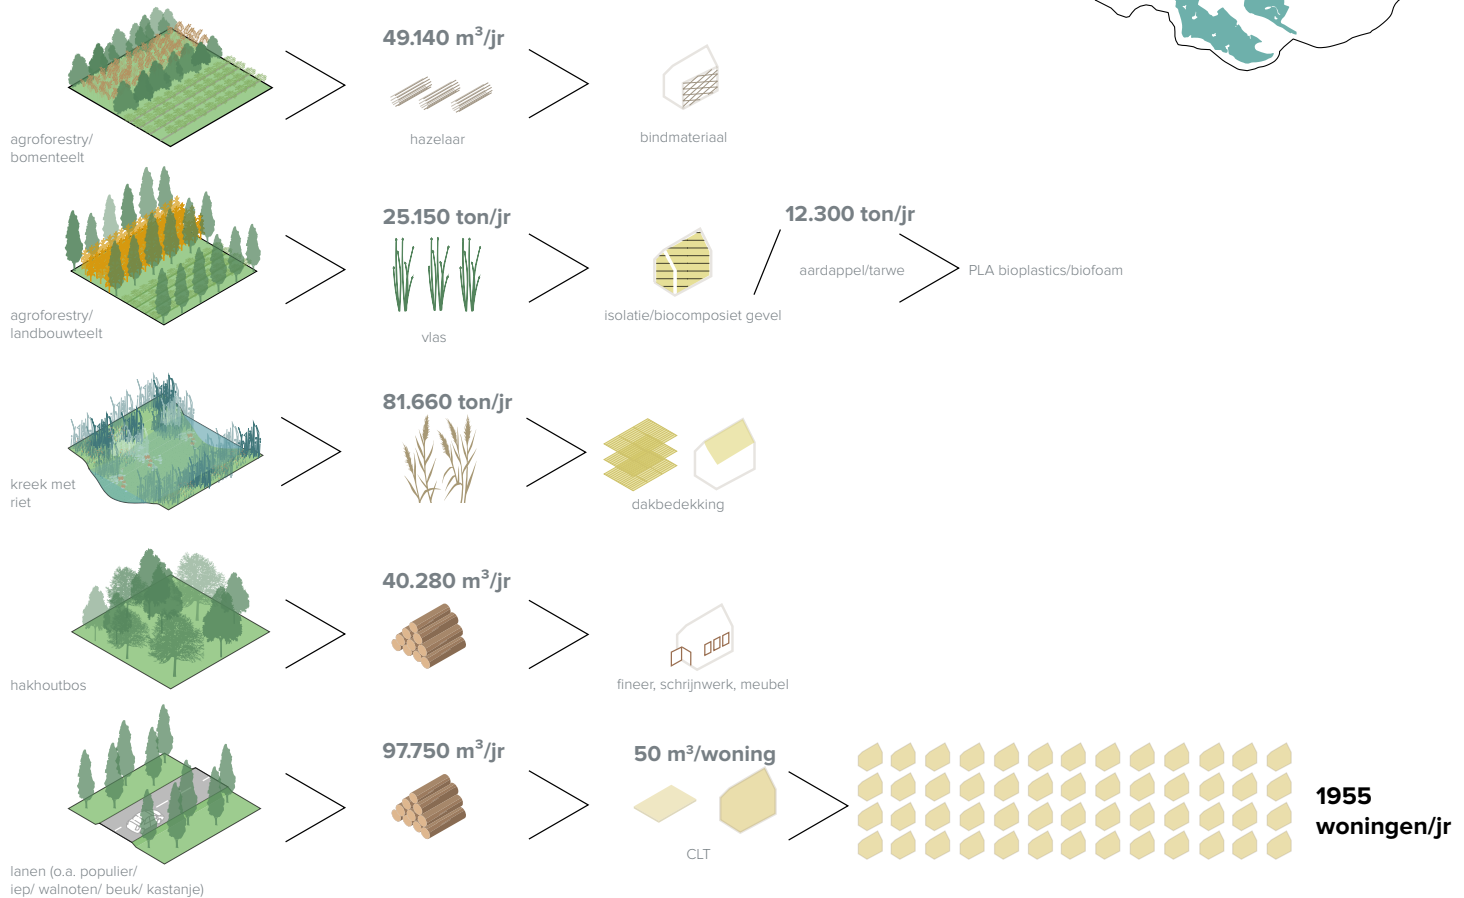 49.140 m³/jr
agroforestry/
bomenteelt
hazelaar
bindmateriaal
25.150 ton/jr
12.300 ton/jr
aardappel/tarwe
PLA bioplastics/biofoam
agroforestry/
landbouwteelt
vlas
isolatie/biocomposiet gevel
81.660 ton/jr
kreek met
riet
dakbedekking
40.280 m³/jr
hakhoutbos
fineer, schrijnwerk, meubel
97.750 m³/jr
50 m³/woning
1955
woningen/jr
CLT
lanen (o.a. populier/
iep/ walnoten/ beuk/ kastanje)